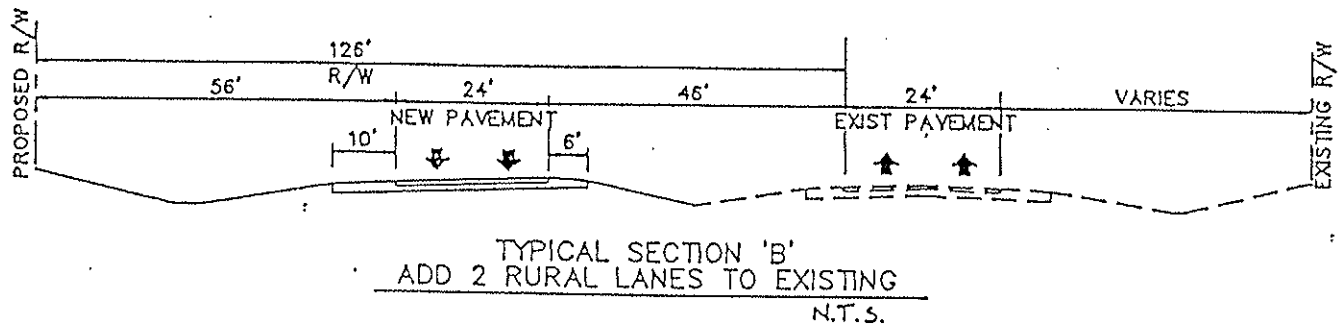 PROPOSED R/W
126'
R/W
56'
24'
46'
24'
VARIES
NEW PAVEMENT
EXIST PAVEMENT
10'
6'
EXISTING R/W
TYPICAL SECTION 'B'
ADD 2 RURAL LANES TO EXISTING
N.T.S.